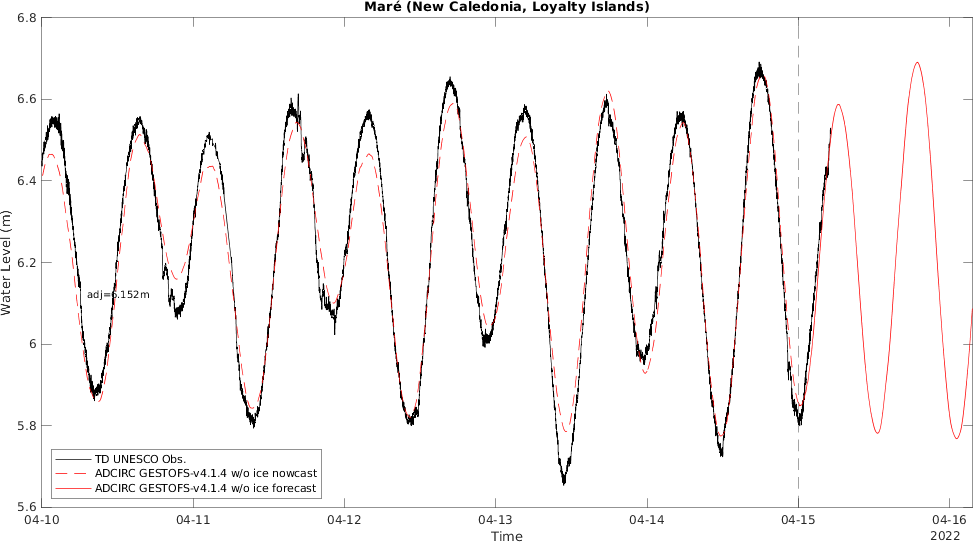 Maré (New Caledonia, Loyalty Islands)
6.8
6.6
6.4
6.2
6
5.8
5.6
Water Level (m)
adj=6.152m
TD UNESCO Obs.
ADCIRC GESTOFS-v4.1.4 w/o ice nowcast
ADCIRC GESTOFS-v4.1.4 w/o ice forecast
04-10
04-11
04-12
04-13
04-14
04-15
04-16
Time
2022